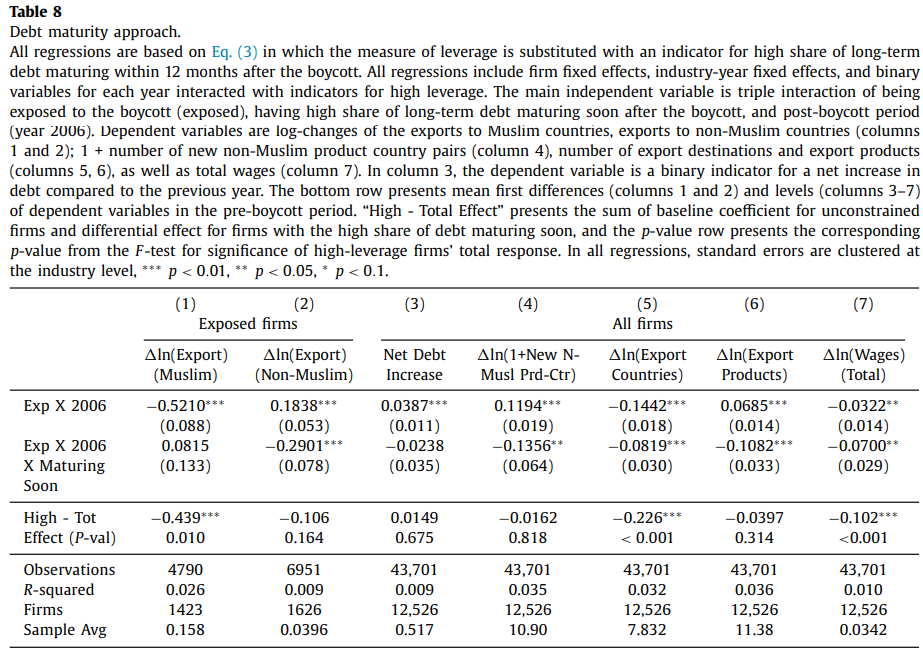 Table 8
Debt maturity approach.
All regressions are based on Eq. (3) in which the measure of leverage is substituted with an indicator for high share of long-term
debt maturing within 12 months after the boycott. All regressions include firm fixed effects, industry-year fixed effects, and binary
variables for each year interacted with indicators for high leverage. The main independent variable is triple interaction of being
exposed to the boycott (exposed), having high share of long-term debt maturing soon after the boycott, and post-boycott period
(year 2006). Dependent variables are log-changes of the exports to Muslim countries, exports to non-Muslim countries (columns
1 and 2); 1 + number of new non-Muslim product country pairs (column 4), number of export destinations and export products
(columns 5, 6), as well as total wages (column 7). In column 3, the dependent variable is a binary indicator for a net increase in
debt compared to the previous year. The bottom row presents mean first differences (columns 1 and 2) and levels (columns 3–7)
of dependent variables in the pre-boycott period. “High - Total Effect” presents the sum of baseline coefficient for unconstrained
firms and differential effect for firms with the high share of debt maturing soon, and the p-value row presents the corresponding
p-value from the F-test for significance of high-leverage firms’ total response. In all regressions, standard errors are clustered at
the industry level, *** p < 0.01, ** p < 0.05, * p < 0.1.
(1) (2) (3) (4) (5) (6) (7)
Exposed firms All firms
Δln(Export) Δln(Export) Net Debt Δln(1+New N- Δln(Export Δln(Export Δln(Wages)
(Muslim) (Non-Muslim) Increase Musl Prd-Ctr) Countries) Products) (Total)
Exp X 2006 −0.5210*** 0.1838*** 0.0387*** 0.1194*** −0.1442*** 0.0685*** −0.0322**
(0.088) (0.053) (0.011) (0.019) (0.018) (0.014) (0.014)
Exp X 2006 0.0815 −0.2901*** −0.0238 −0.1356** −0.0819*** −0.1082*** −0.0700**
X Maturing (0.133) (0.078) (0.035) (0.064) (0.030) (0.033) (0.029)
Soon
High - Tot −0.439*** −0.106 0.0149 −0.0162 −0.226*** −0.0397 −0.102***
Effect (P-val) 0.010 0.164 0.675 0.818 < 0.001 0.314 <0.001
Observations 4790 6951 43,701 43,701 43,701 43,701 43,701
R-squared 0.026 0.009 0.009 0.035 0.032 0.036 0.010
Firms 1423 1626 12,526 12,526 12,526 12,526 12,526
Sample Avg 0.158 0.0396 0.517 10.90 7.832 11.38 0.0342